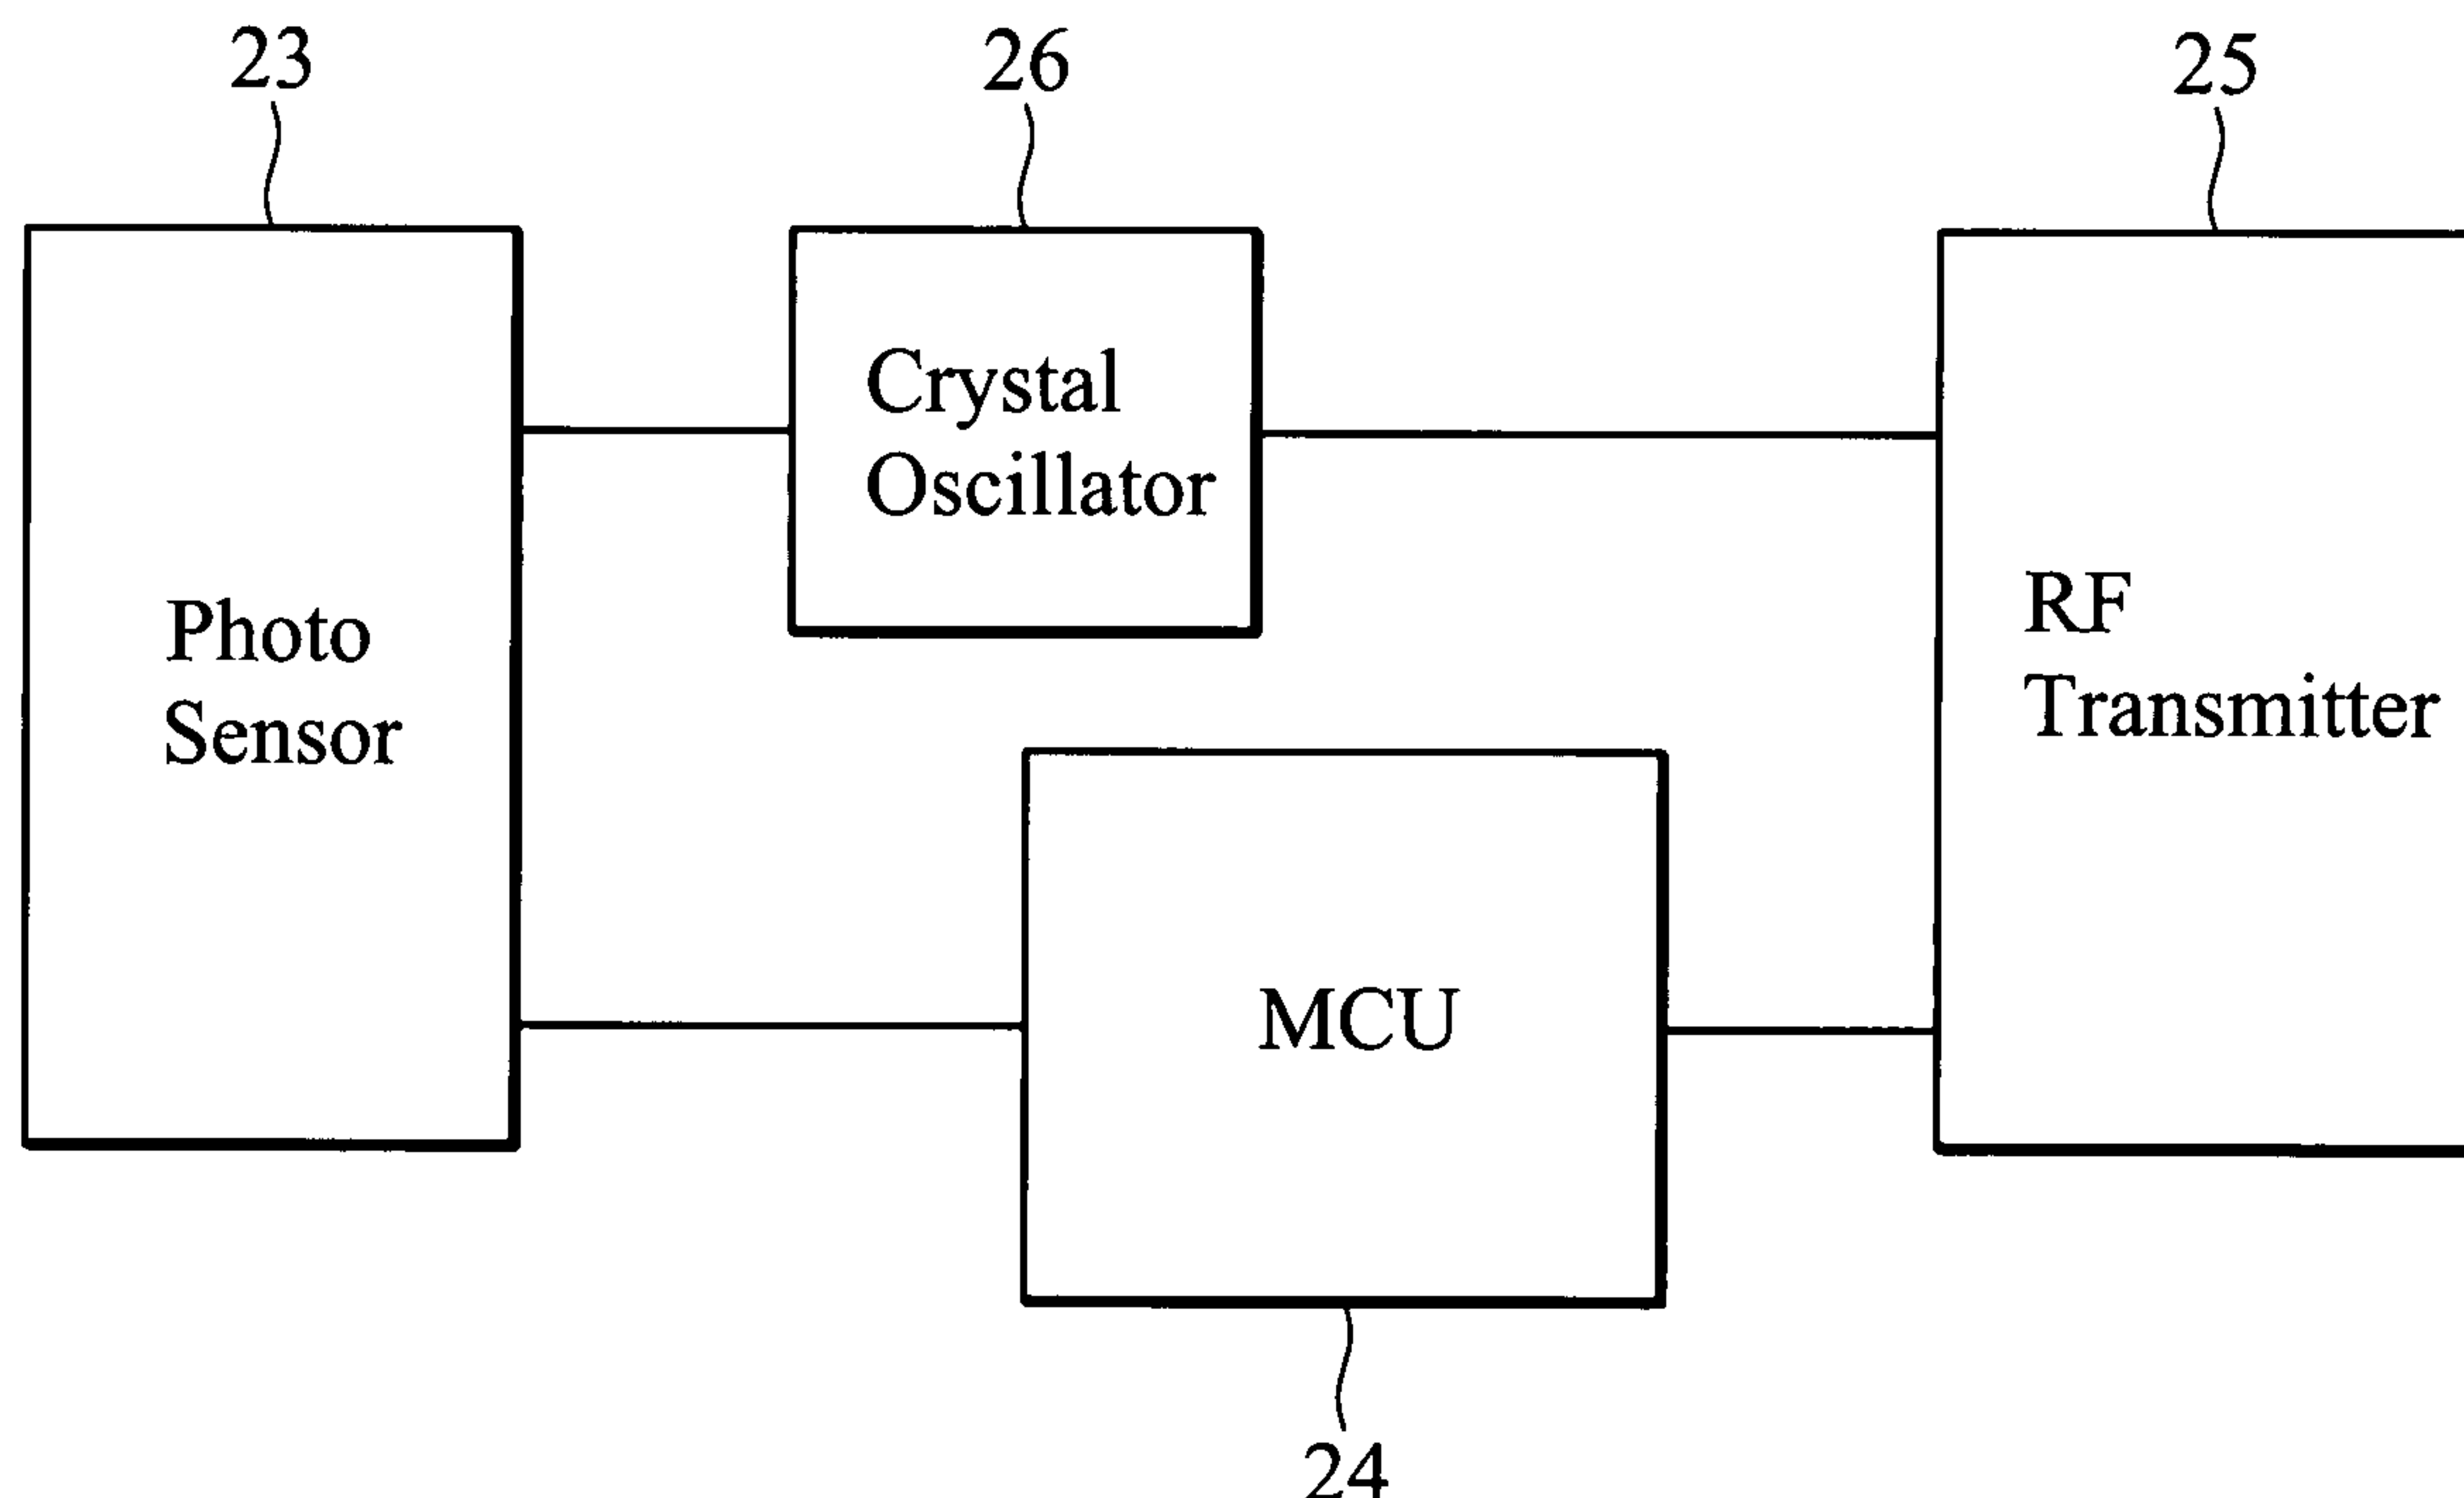 23
26
25
Crystal
Oscillator
Photo
Sensor
RF
Transmitter
MCU
24